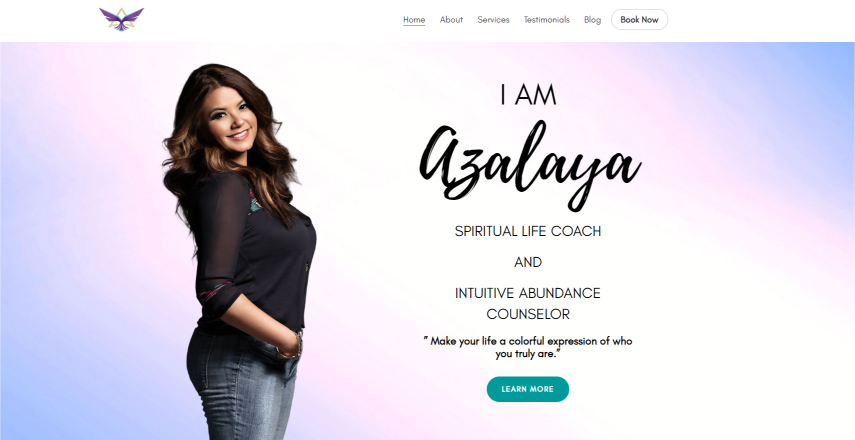 Home About Services Testimonials Blog Book Now
I AM
Azalaya
SPIRITUAL LIFE COACH
AND
INTUITIVE ABUNDANCE
COUNSELOR
" Make your life a colorful expression of who
you truly are."
LEARN MORE